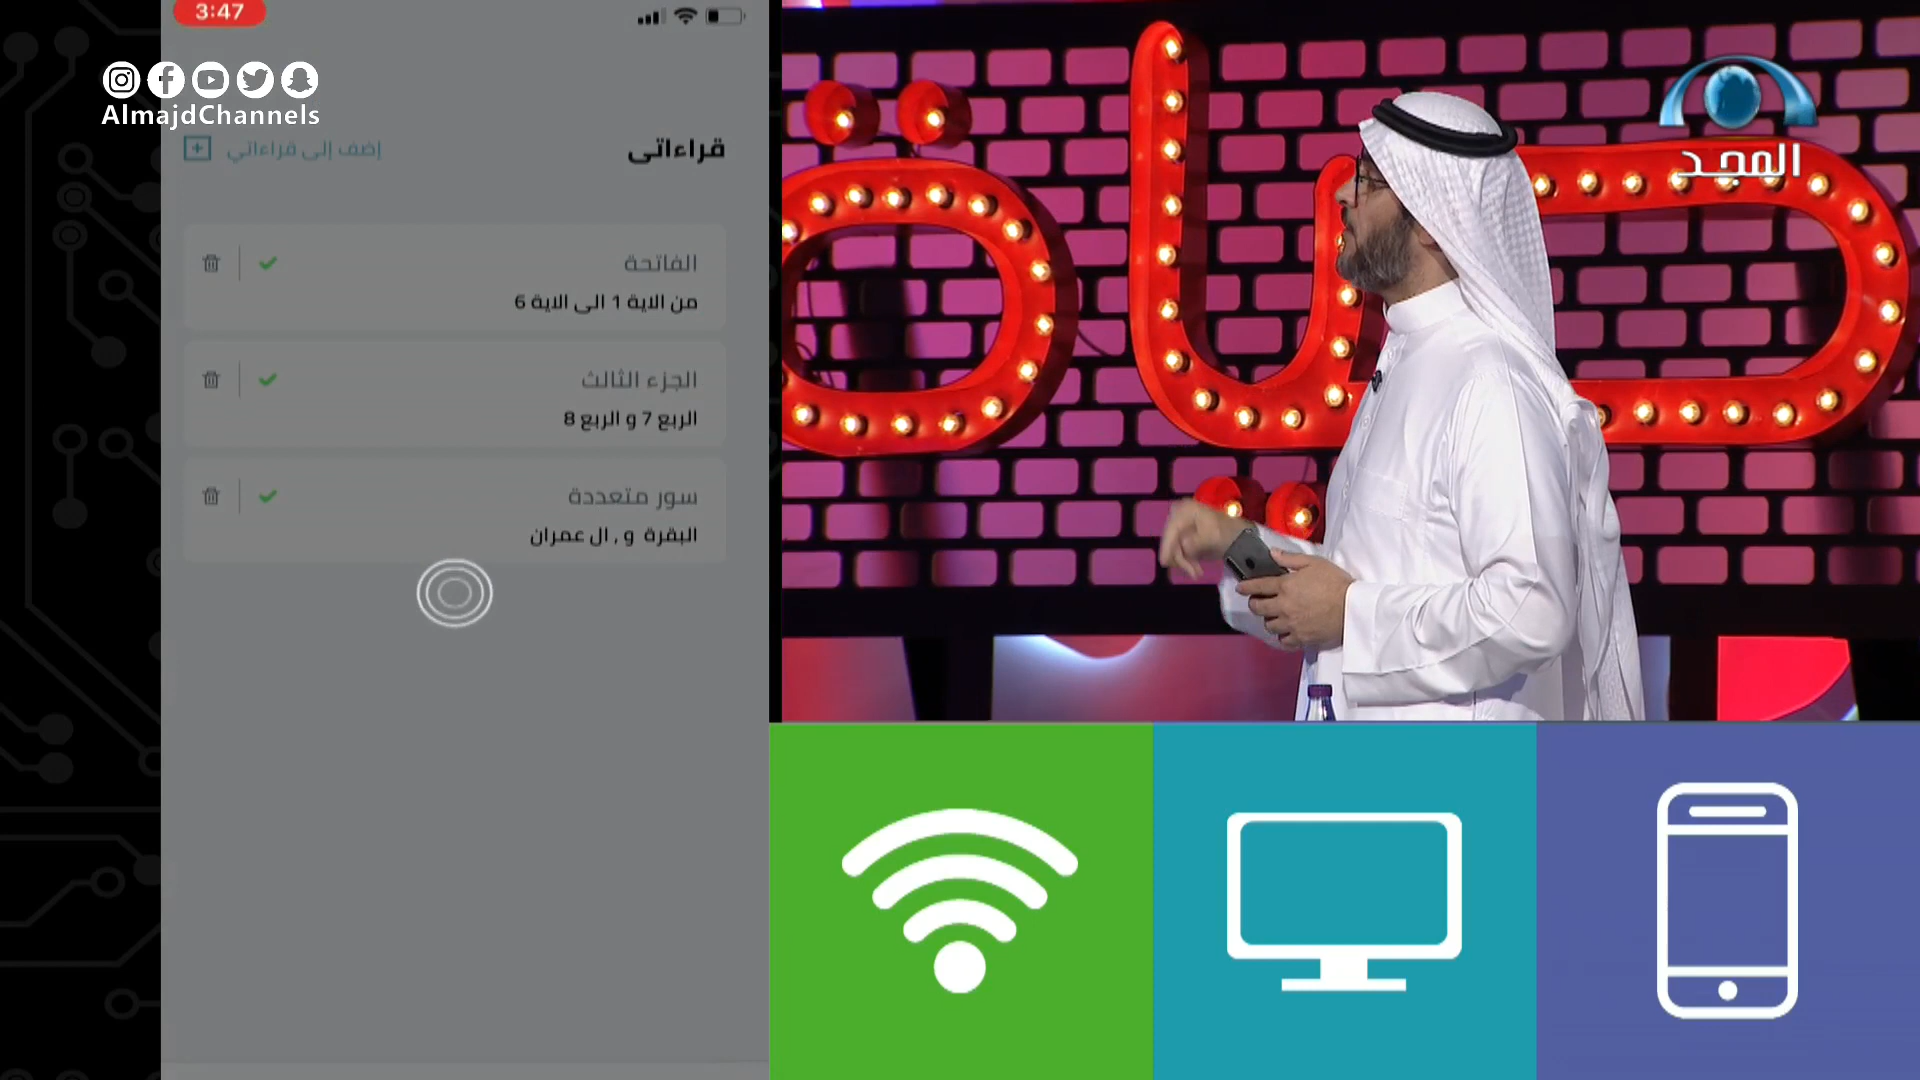 3:47
AlmajdChannels
المجد
قراءاتي
إضف إلى قراءاتي
الفاتحة
من الاية 1 الى الاية 6
الجزء الثالث
الربع 7 و الربع 8
سور متعددة
البقرة و , ال عمران